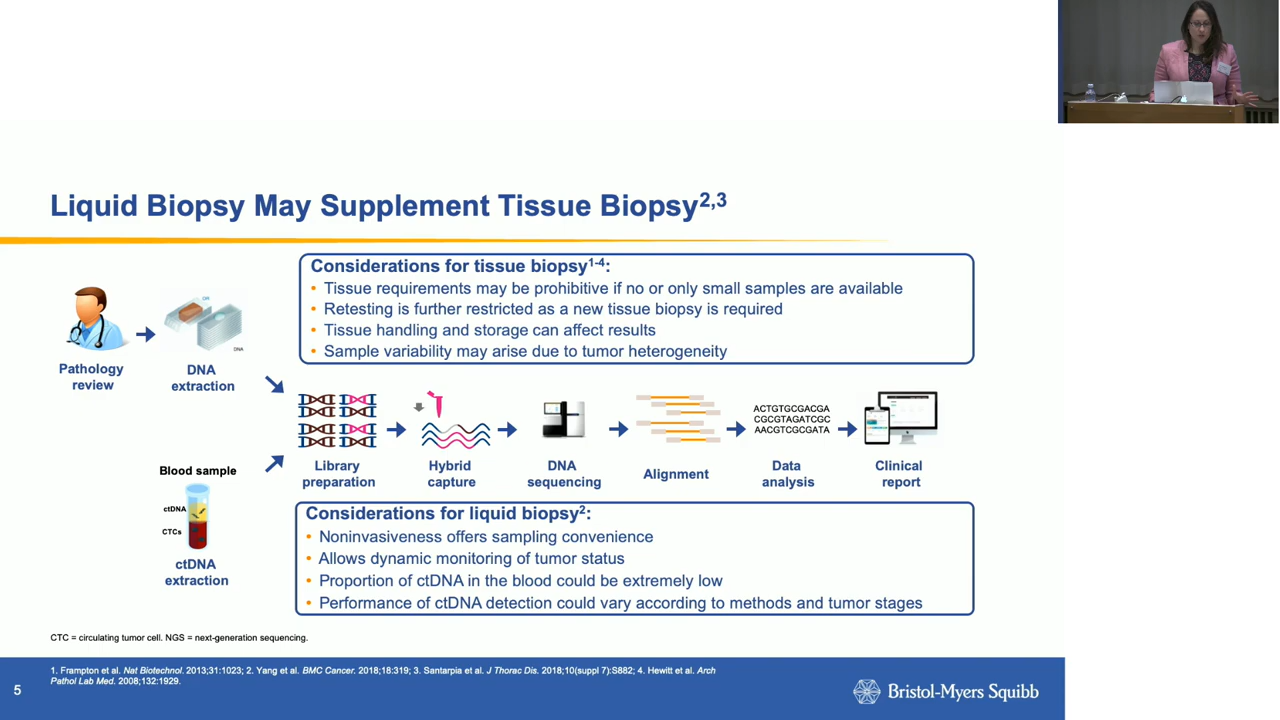 Liquid Biopsy May Supplement Tissue Biopsy2,3
Considerations for tissue biopsy1-4:
• Tissue requirements may be prohibitive if no or only small samples are available
• Retesting is further restricted as a new tissue biopsy is required
• Tissue handling and storage can affect results
• Sample variability may arise due to tumor heterogeneity
Pathology
review
DNA
DNA
extraction
Library
preparation
Hybrid
capture
DNA
sequencing
Alignment
ACTGTGCGACGA
CGCGTAGATCGC
AACGTCGCGATA
Data
analysis
Clinical
report
Blood sample
ctDNA
CTCs
ctDNA
extraction
Considerations for liquid biopsy2:
• Noninvasiveness offers sampling convenience
• Allows dynamic monitoring of tumor status
• Proportion of ctDNA in the blood could be extremely low
• Performance of ctDNA detection could vary according to methods and tumor stages
CTC = circulating tumor cell. NGS = next-generation sequencing.
1. Frampton et al. Nat Biotechnol. 2013;31:1023; 2. Yang et al. BMC Cancer. 2018;18:319; 3. Santarpia et al. J Thorac Dis. 2018;10(suppl 7):S882; 4. Hewitt et al. Arch
Pathol Lab Med. 2008;132:1929.
5
Bristol-Myers Squibb